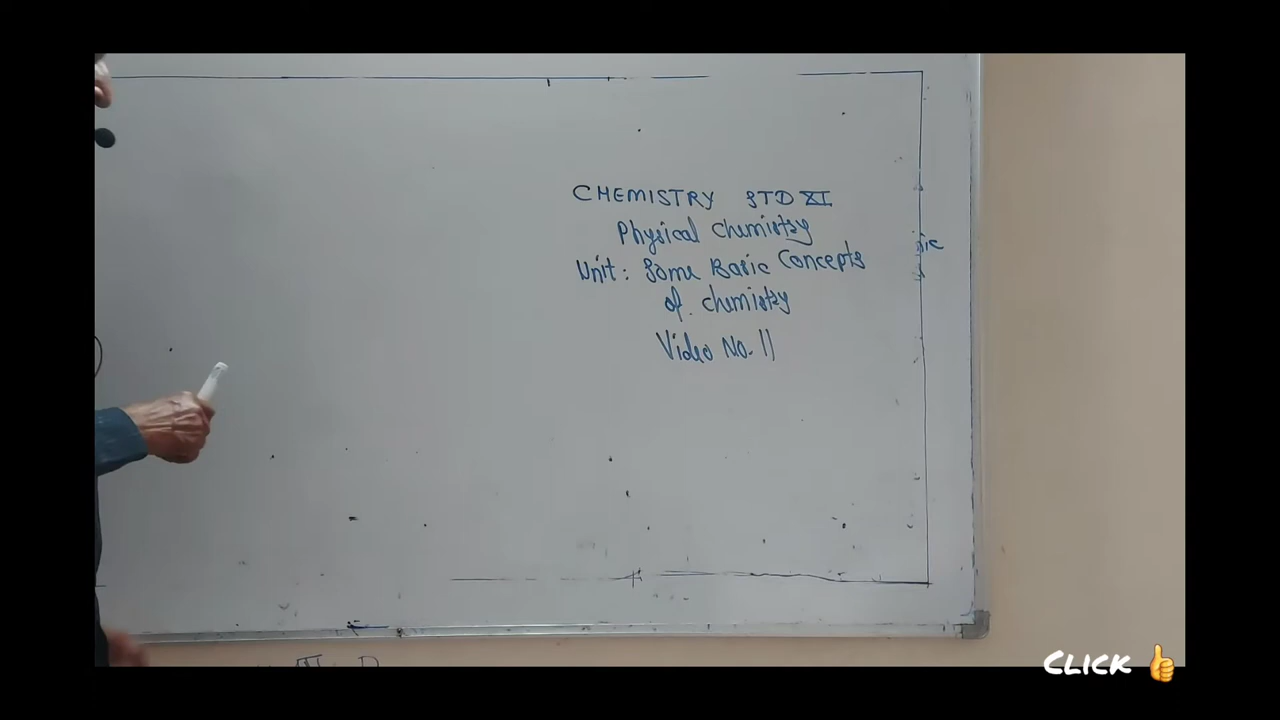 CHEMISTRY STD XI
Physical Chemistry
Unit: Some Basic Concepts
of chemistry
Video No. 11
CLICK 👍